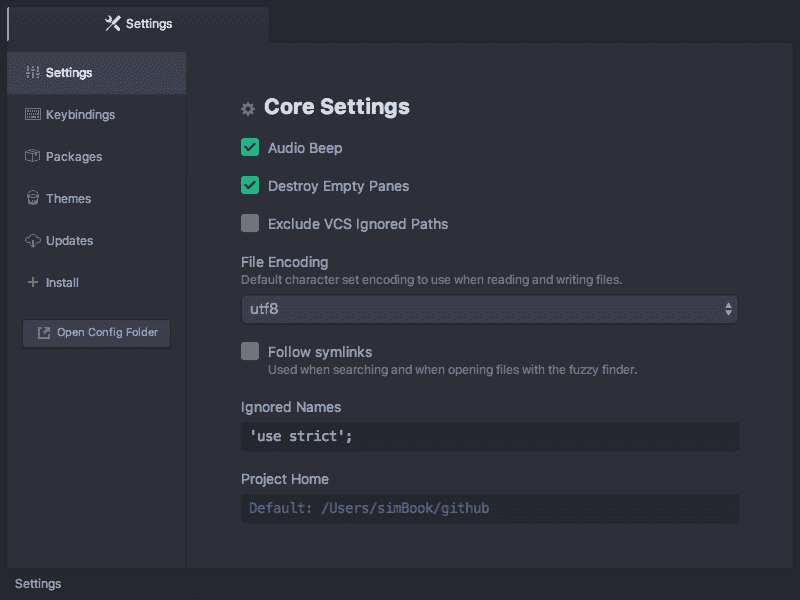 Settings
Settings
Keybindings
Packages
Themes
Updates
Install
Open Config Folder
Core Settings
Audio Beep
Destroy Empty Panes
Exclude VCS Ignored Paths
File Encoding
Default character set encoding to use when reading and writing files.
utf8
Follow symlinks
Used when searching and when opening files with the fuzzy finder.
Ignored Names
'use strict';
Project Home
Default: /Users/simBook/github
Settings